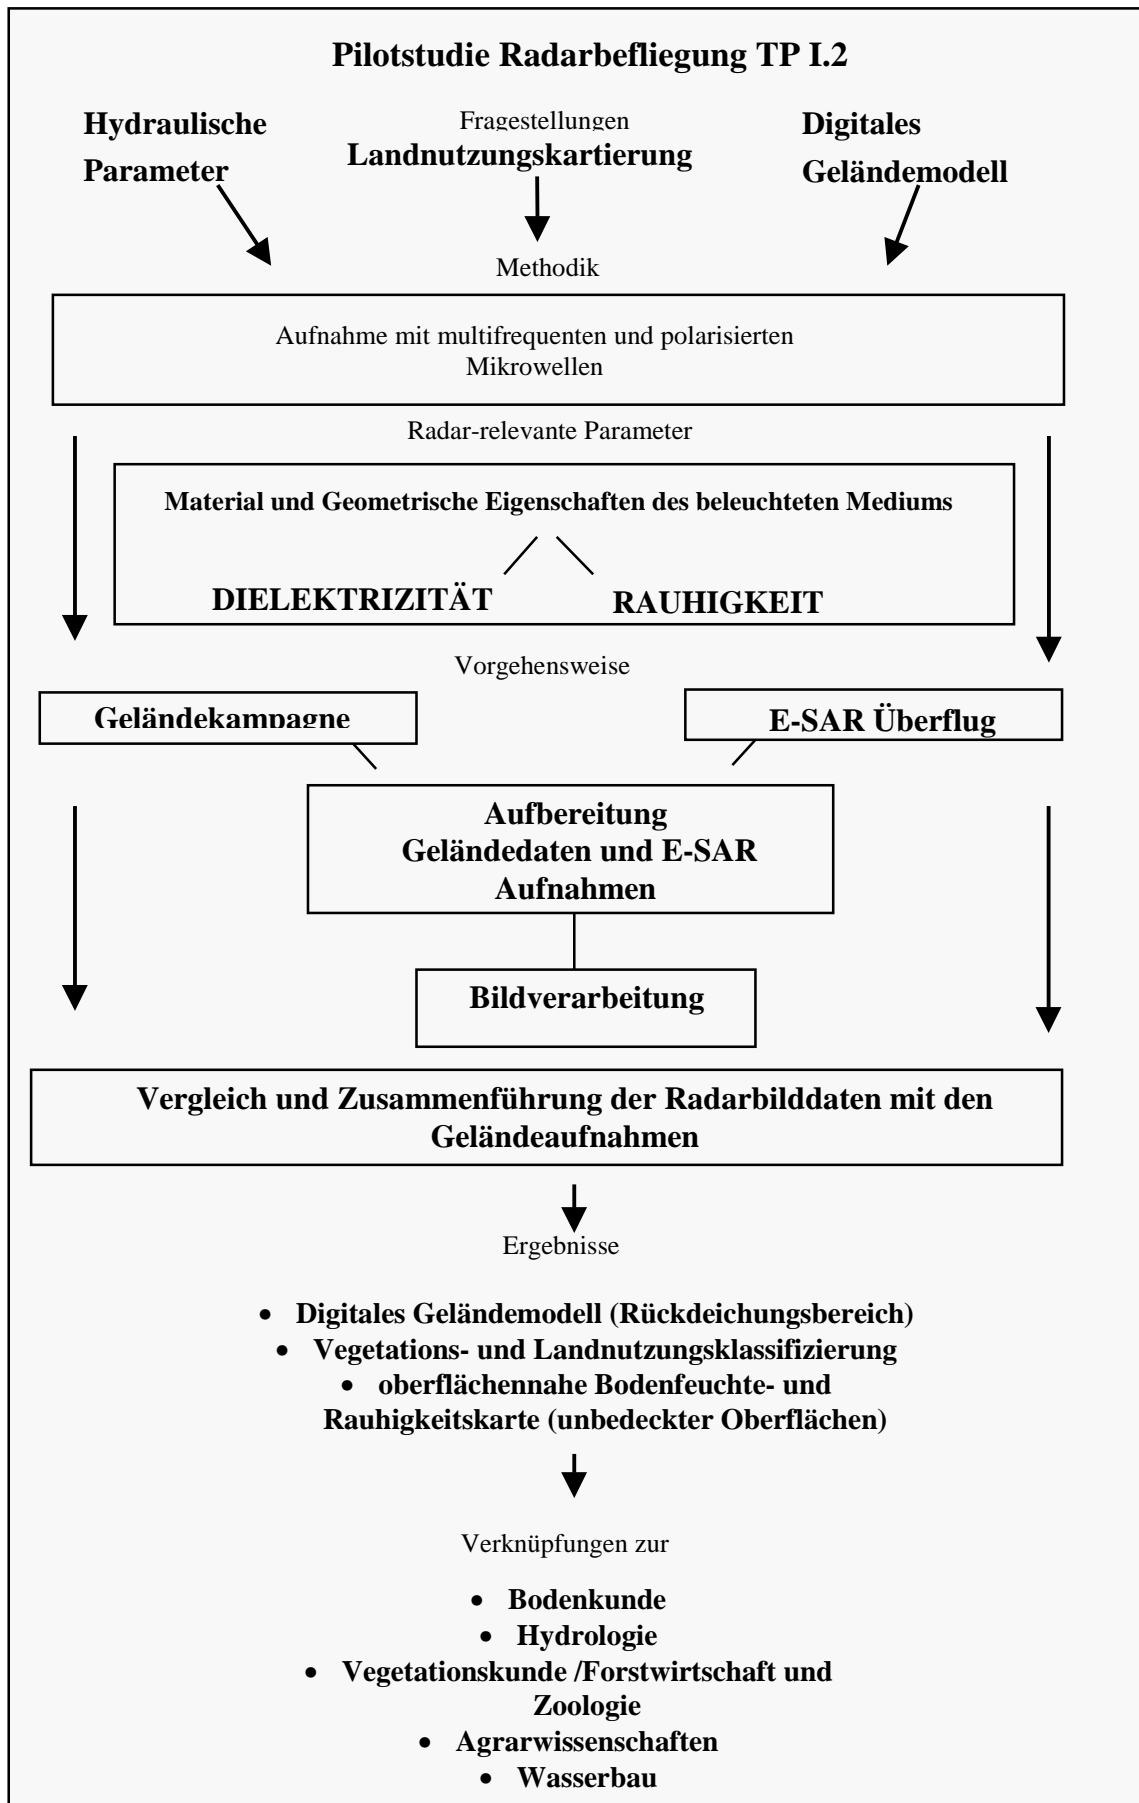 Pilotstudie Radarbefliegung TP I.2
Hydraulische
Parameter
Fragestellungen
Landnutzungskartierung
Digitales
Geländemodell
Methodik
Aufnahme mit multifrequenten und polarisierten
Mikrowellen
Radar-relevante Parameter
Material und Geometrische Eigenschaften des beleuchteten Mediums
DIELEKTRIZITÄT
RAUHIGKEIT
Vorgehensweise
Geländekampagne
E-SAR Überflug
Aufbereitung
Geländedaten und E-SAR
Aufnahmen
Bildverarbeitung
Vergleich und Zusammenführung der Radarbilddaten mit den
Geländeaufnahmen
Ergebnisse
• Digitales Geländemodell (Rückdeichungsbereich)
• Vegetations- und Landnutzungsklassifizierung
• oberflächennahe Bodenfeuchte- und
Rauhigkeitskarte (unbedeckter Oberflächen)
Verknüpfungen zur
• Bodenkunde
• Hydrologie
• Vegetationskunde /Forstwirtschaft und
Zoologie
• Agrarwissenschaften
• Wasserbau